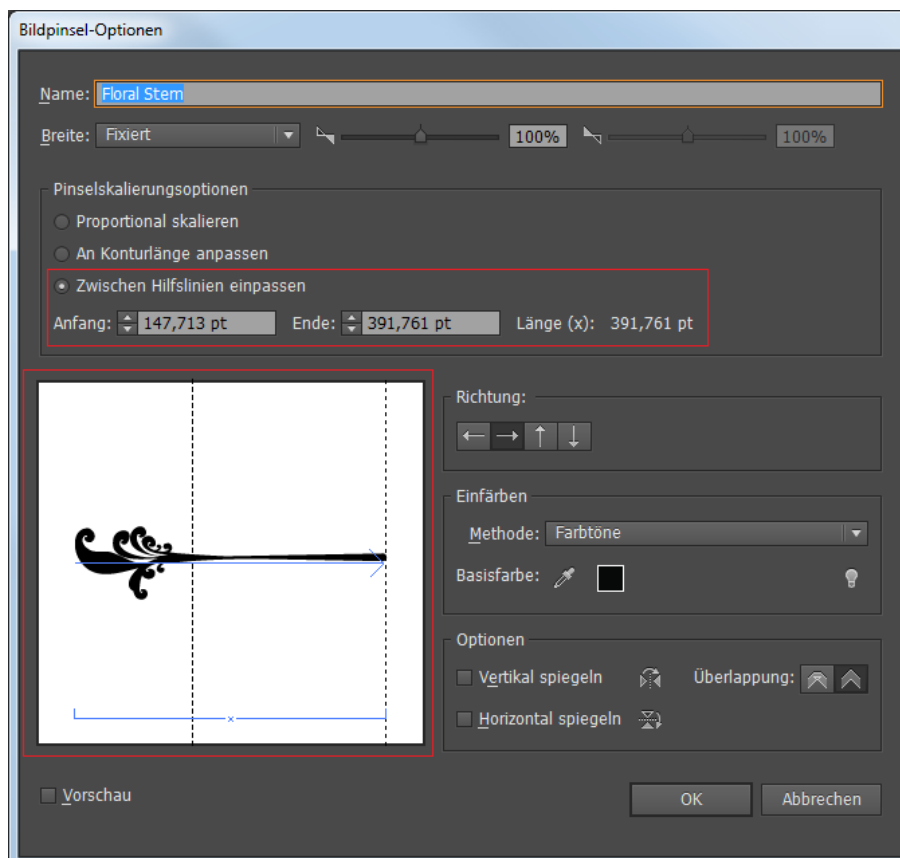 Bildpinsel-Optionen
Name: Floral Stem
Breite: Fixiert 100% 100%
Pinselskalierungsoptionen
Proportional skalieren
An Konturlänge anpassen
Zwischen Hilfslinien einpassen
Anfang: 147,713 pt Ende: 391,761 pt Länge (x): 391,761 pt
Richtung:
Einfärben
Methode: Farbtöne
Basisfarbe:
Optionen
Vertikal spiegeln Überlappung:
Horizontal spiegeln
x
Vorschau OK Abbrechen